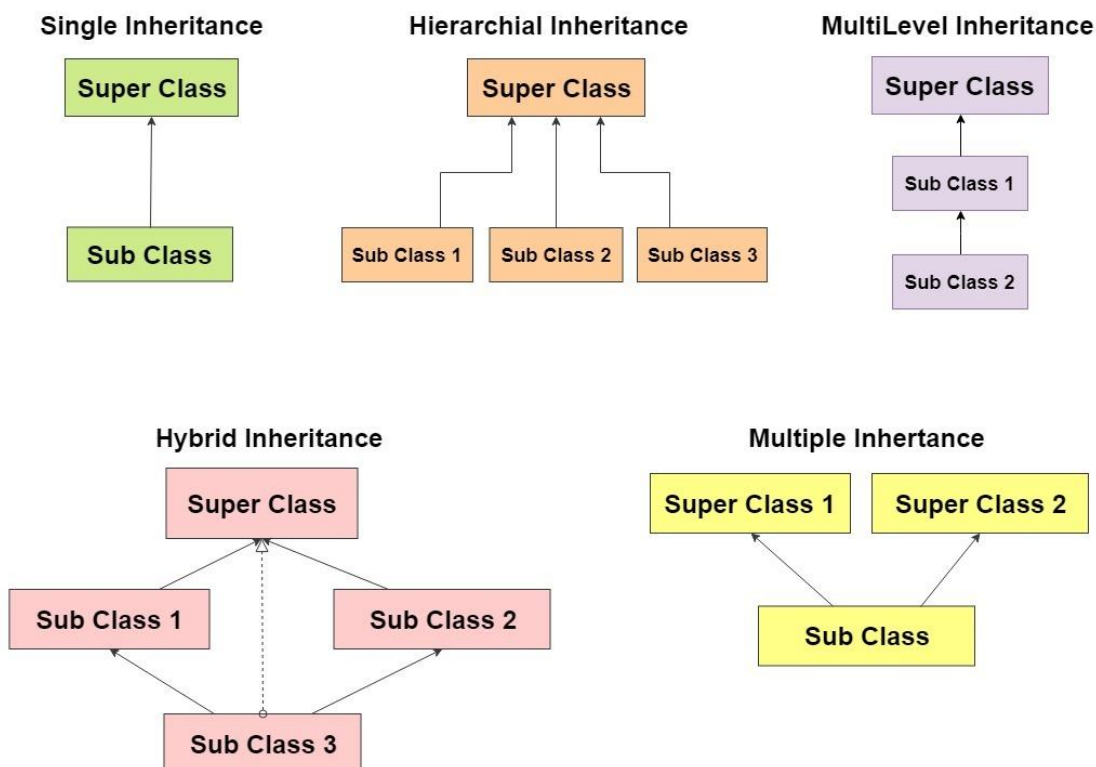 Single Inheritance
Super Class
Sub Class
Hierarchial Inheritance
Super Class
Sub Class 1
Sub Class 2
Sub Class 3
MultiLevel Inheritance
Super Class
Sub Class 1
Sub Class 2
Hybrid Inheritance
Super Class
Sub Class 1
Sub Class 2
Sub Class 3
Multiple Inhertance
Super Class 1
Super Class 2
Sub Class